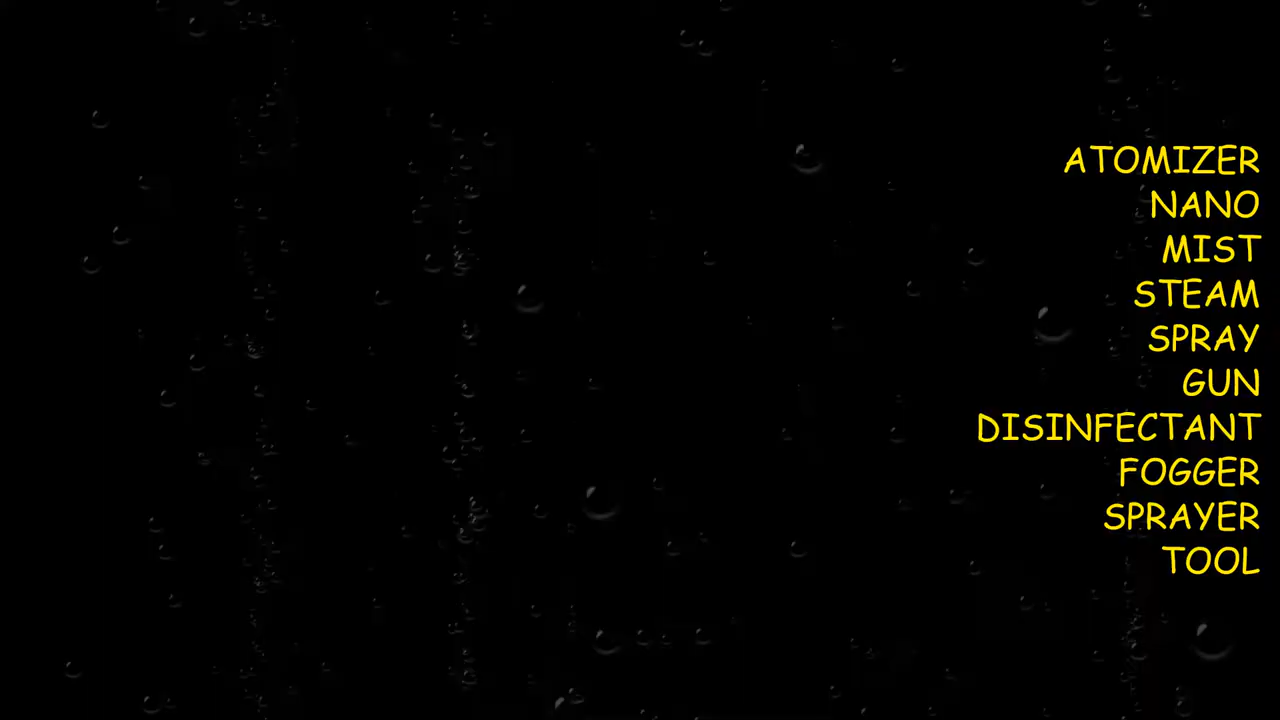 ATOMIZER
NANO
MIST
STEAM
SPRAY
GUN
DISINFECTANT
FOGGER
SPRAYER
TOOL